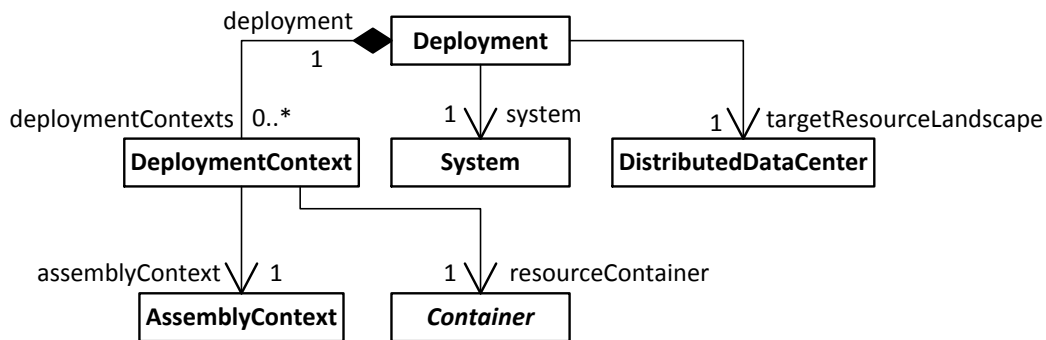 deployment
Deployment
1
1
system
1
targetResourceLandscape
deploymentContexts
0..*
DeploymentContext
System
DistributedDataCenter
assemblyContext
1
1
resourceContainer
AssemblyContext
Container